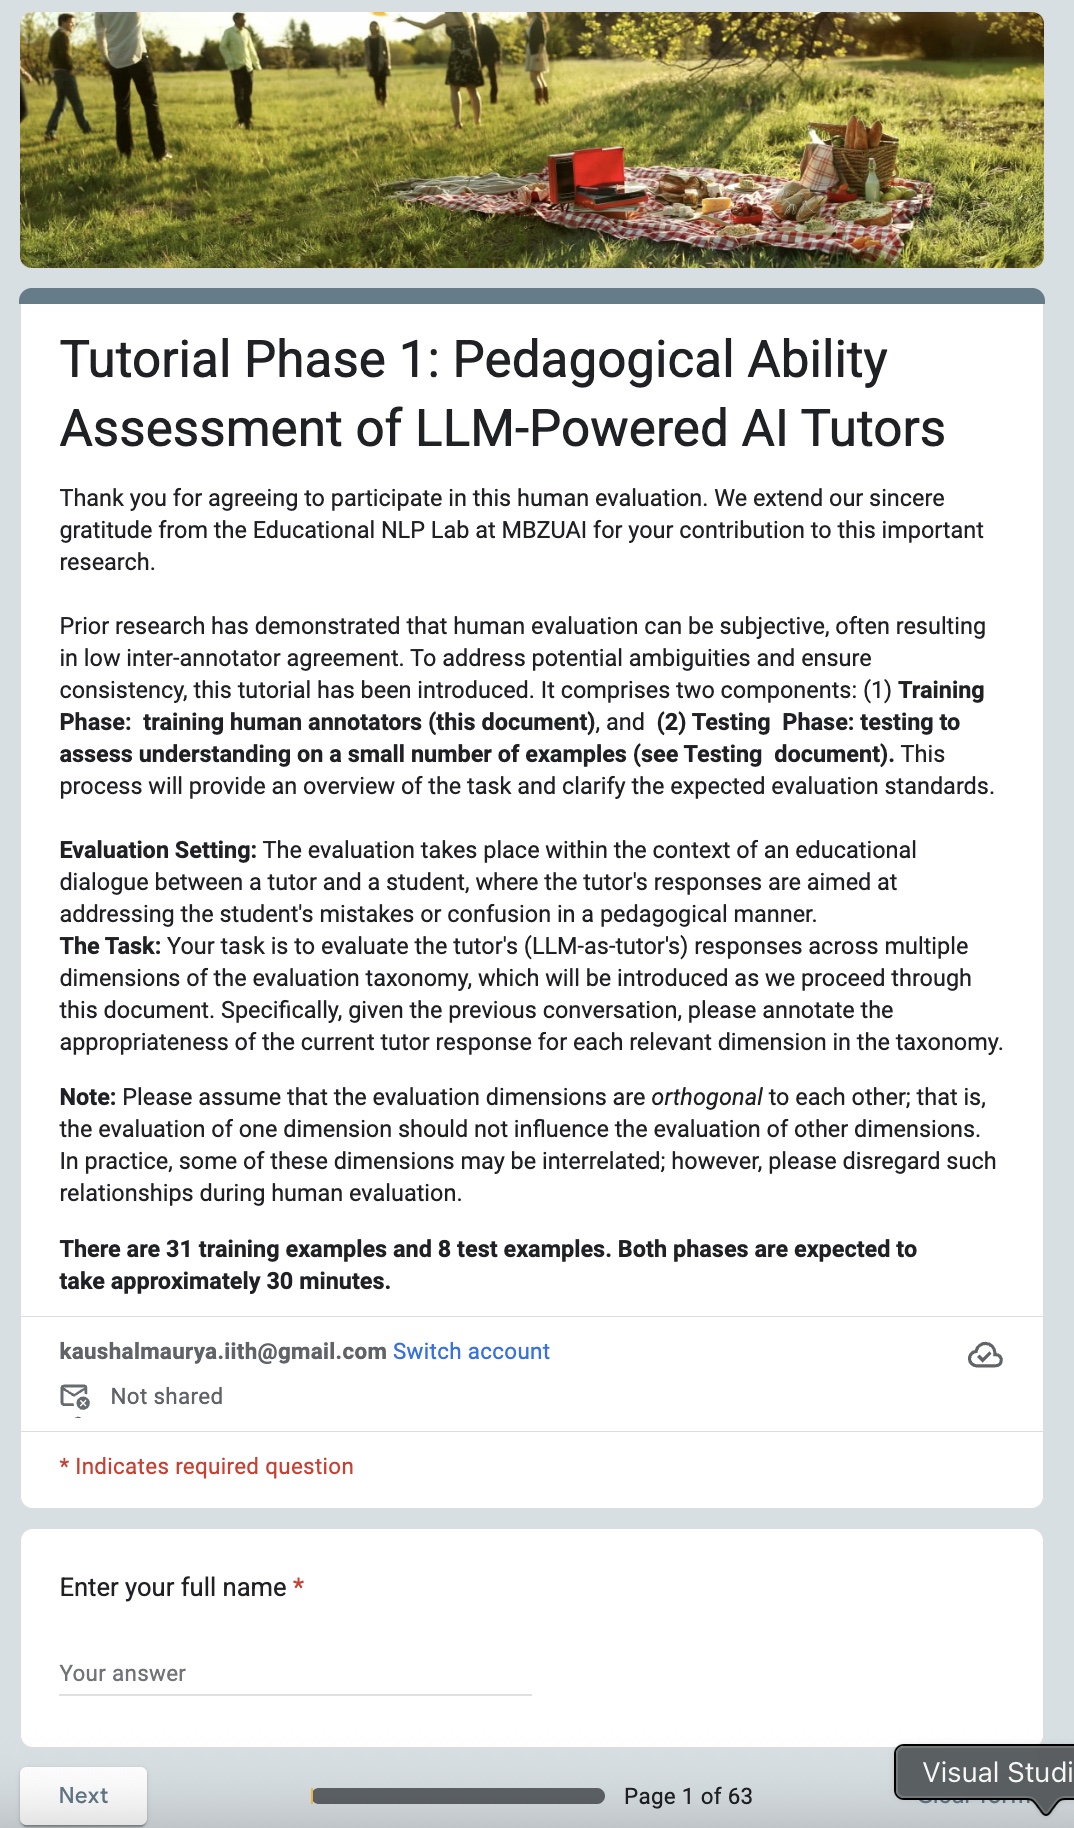 Tutorial Phase 1: Pedagogical Ability
Assessment of LLM-Powered AI Tutors
Thank you for agreeing to participate in this human evaluation. We extend our sincere
gratitude from the Educational NLP Lab at MBZUAI for your contribution to this important
research.
Prior research has demonstrated that human evaluation can be subjective, often resulting
in low inter-annotator agreement. To address potential ambiguities and ensure
consistency, this tutorial has been introduced. It comprises two components: (1) Training
Phase: training human annotators (this document), and (2) Testing Phase: testing to
assess understanding on a small number of examples (see Testing document). This
process will provide an overview of the task and clarify the expected evaluation standards.
Evaluation Setting: The evaluation takes place within the context of an educational
dialogue between a tutor and a student, where the tutor's responses are aimed at
addressing the student's mistakes or confusion in a pedagogical manner.
The Task: Your task is to evaluate the tutor's (LLM-as-tutor's) responses across multiple
dimensions of the evaluation taxonomy, which will be introduced as we proceed through
this document. Specifically, given the previous conversation, please annotate the
appropriateness of the current tutor response for each relevant dimension in the taxonomy.
Note: Please assume that the evaluation dimensions are orthogonal to each other; that is,
the evaluation of one dimension should not influence the evaluation of other dimensions.
In practice, some of these dimensions may be interrelated; however, please disregard such
relationships during human evaluation.
There are 31 training examples and 8 test examples. Both phases are expected to
take approximately 30 minutes.
kaushalmaurya.iith@gmail.com Switch account
Not shared
* Indicates required question
Enter your full name *
Your answer
Next
Page 1 of 63
Visual Studi